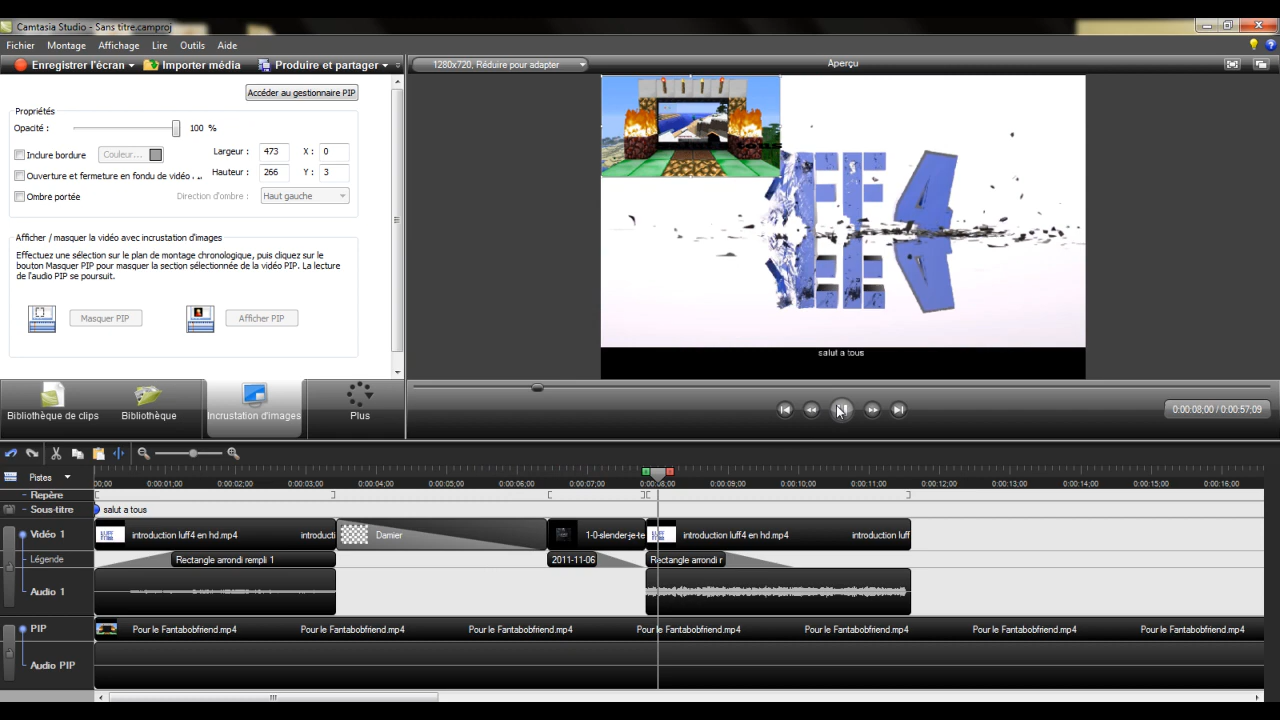 Camtasia Studio - Sans titre.camproj
Fichier Montage Affichage Lire Outils Aide
Enregistrer l'écran Importer média Produire et partager
1280x720, Réduire pour adapter
Aperçu
Accéder au gestionnaire PIP
Propriétés
Opacité : 100 %
Largeur : 473 X : 0
Inclure bordure Couleur...
Hauteur : 266 Y : 3
Ouverture et fermeture en fondu de vidéo ...
Ombre portée Direction d'ombre : Haut gauche
Afficher / masquer la vidéo avec incrustation d'images
Effectuez une sélection sur le plan de montage chronologique, puis cliquez sur le
bouton Masquer PIP pour masquer la section sélectionnée de la vidéo PIP. La lecture
de l'audio PIP se poursuit.
Masquer PIP Afficher PIP
tous
salut a tous
Bibliothèque de clips Bibliothèque Incrustation d'images Plus
0:00:08;00 / 0:00:57;09
Pistes
00;00 0:00:01;00 0:00:02;00 0:00:03;00 0:00:04;00 0:00:05;00 0:00:06;00 0:00:07;00 0:00:08;00 0:00:09;00 0:00:10;00 0:00:11;00 0:00:12;00 0:00:13;00 0:00:14;00 0:00:15;00 0:00:16;00
Repère
Sous-titre salut a tous
Vidéo 1 introduction luff4 en hd.mp4 introducti Damier 1-0-slender-je-te introduction luff4 en hd.mp4 introduction luff
Légende Rectangle arrondi rempli 1 2011-11-06 Rectangle arrondi r
Audio 1
PIP Pour le Fantabobfriend.mp4 Pour le Fantabobfriend.mp4 Pour le Fantabobfriend.mp4 Pour le Fantabobfriend.mp4 Pour le Fantabobfriend.mp4 Pour le Fantabobfriend.mp4 Pour le Fantabobfriend.mp4
Audio PIP